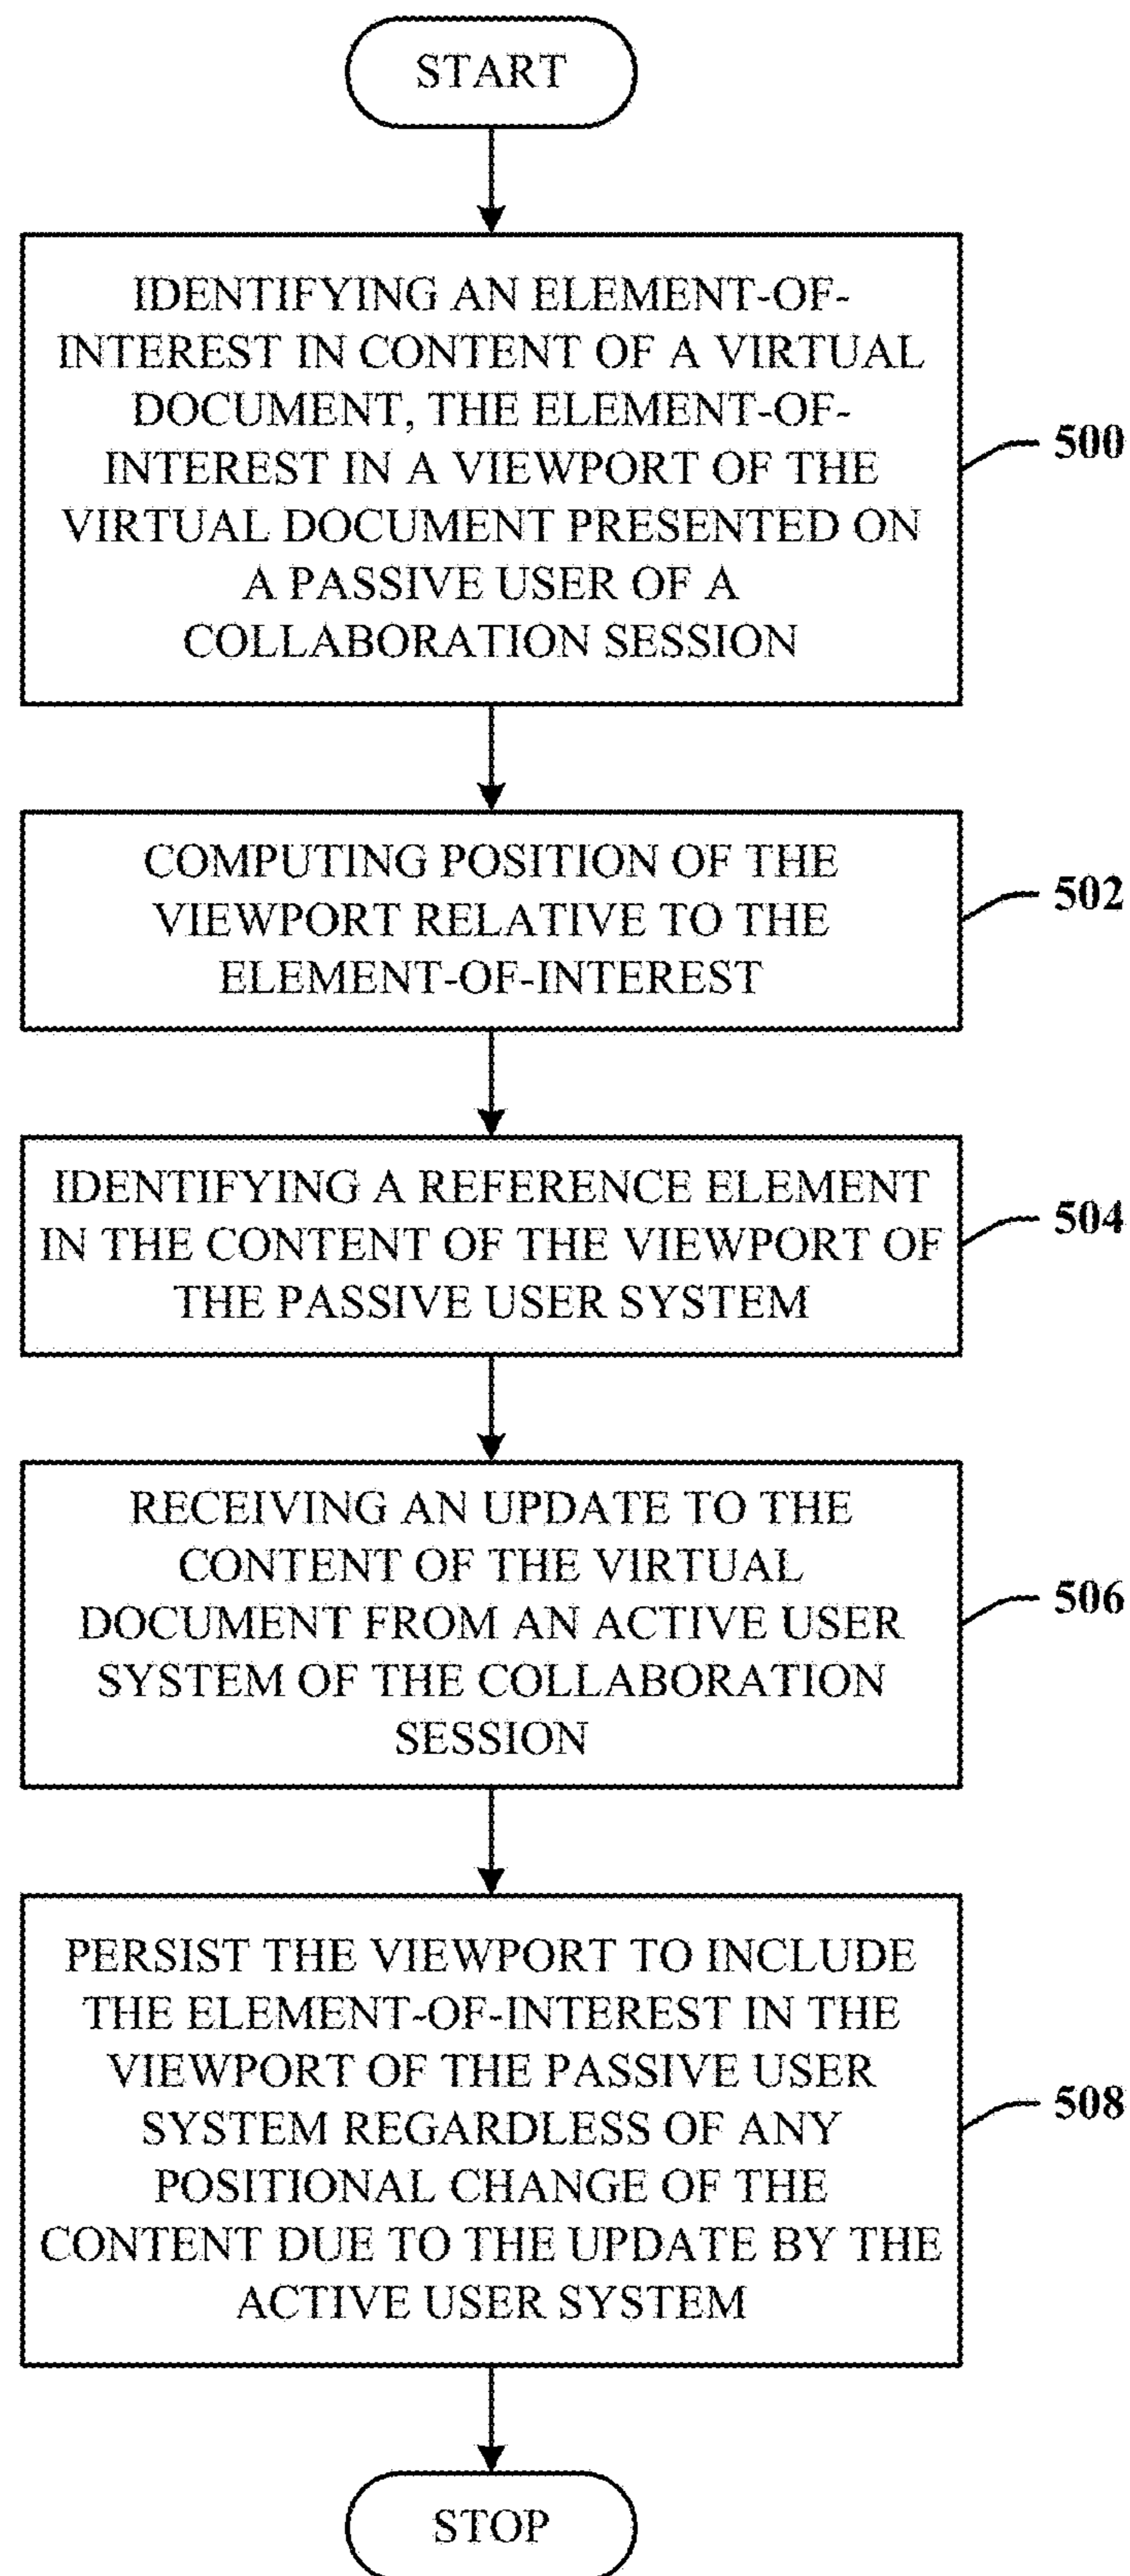 START
IDENTIFYING AN ELEMENT-OF-
INTEREST IN CONTENT OF A VIRTUAL
DOCUMENT, THE ELEMENT-OF-
INTEREST IN A VIEWPORT OF THE
VIRTUAL DOCUMENT PRESENTED ON
A PASSIVE USER OF A
COLLABORATION SESSION
500
COMPUTING POSITION OF THE
VIEWPORT RELATIVE TO THE
ELEMENT-OF-INTEREST
502
IDENTIFYING A REFERENCE ELEMENT
IN THE CONTENT OF THE VIEWPORT OF
THE PASSIVE USER SYSTEM
504
RECEIVING AN UPDATE TO THE
CONTENT OF THE VIRTUAL
DOCUMENT FROM AN ACTIVE USER
SYSTEM OF THE COLLABORATION
SESSION
506
PERSIST THE VIEWPORT TO INCLUDE
THE ELEMENT-OF-INTEREST IN THE
VIEWPORT OF THE PASSIVE USER
SYSTEM REGARDLESS OF ANY
POSITIONAL CHANGE OF THE
CONTENT DUE TO THE UPDATE BY THE
ACTIVE USER SYSTEM
508
STOP